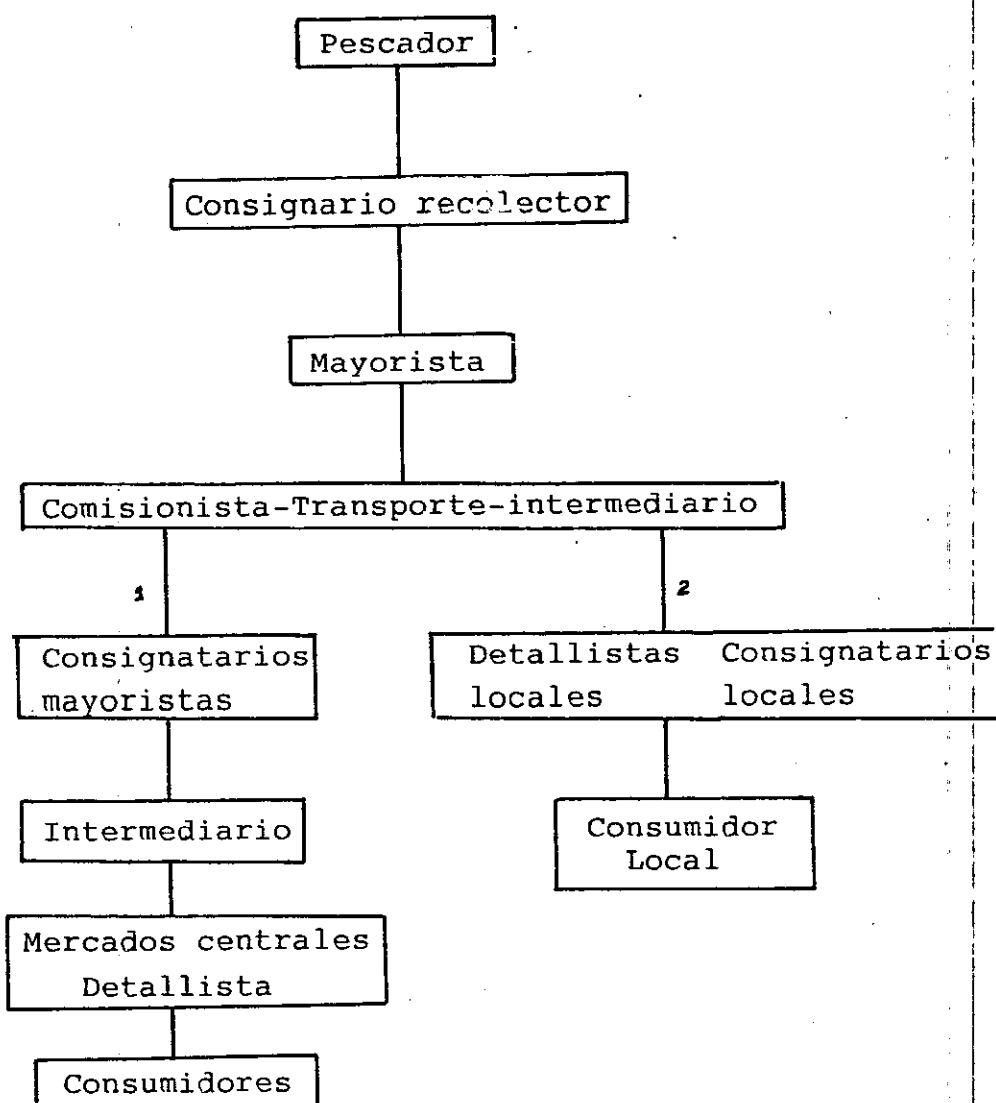 Pescador
Consignario recolector
Mayorista
Comisionista-Transporte-intermediario
1
2
Consignatarios
mayoristas
Detallistas Consignatarios
locales locales
Intermediario
Consumidor
Local
Mercados centrales
Detallista
Consumidores